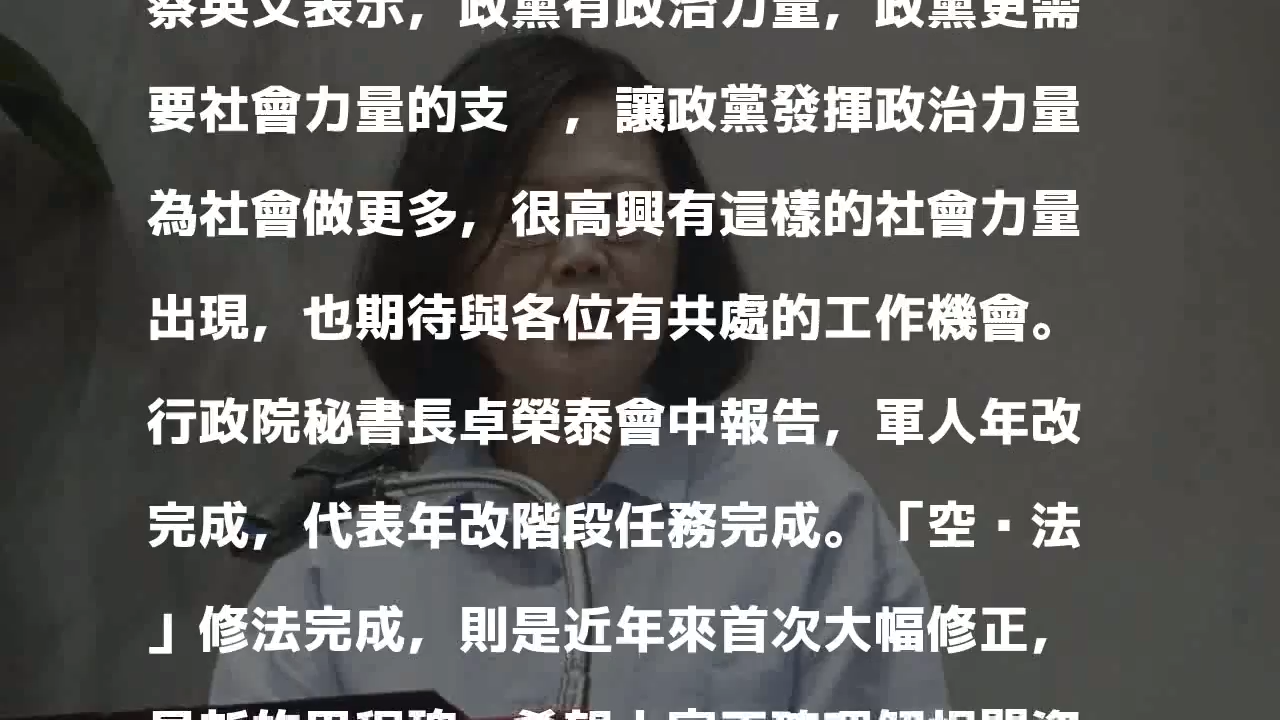 蔡英文表示，政黨有政治力量，政黨更需
要社會力量的支　，讓政黨發揮政治力量
為社會做更多，很高興有這樣的社會力量
出現，也期待與各位有共處的工作機會。
行政院秘書長卓榮泰會中報告，軍人年改
完成，代表年改階段任務完成。「空·法
」修法完成，則是近年來首次大幅修正，